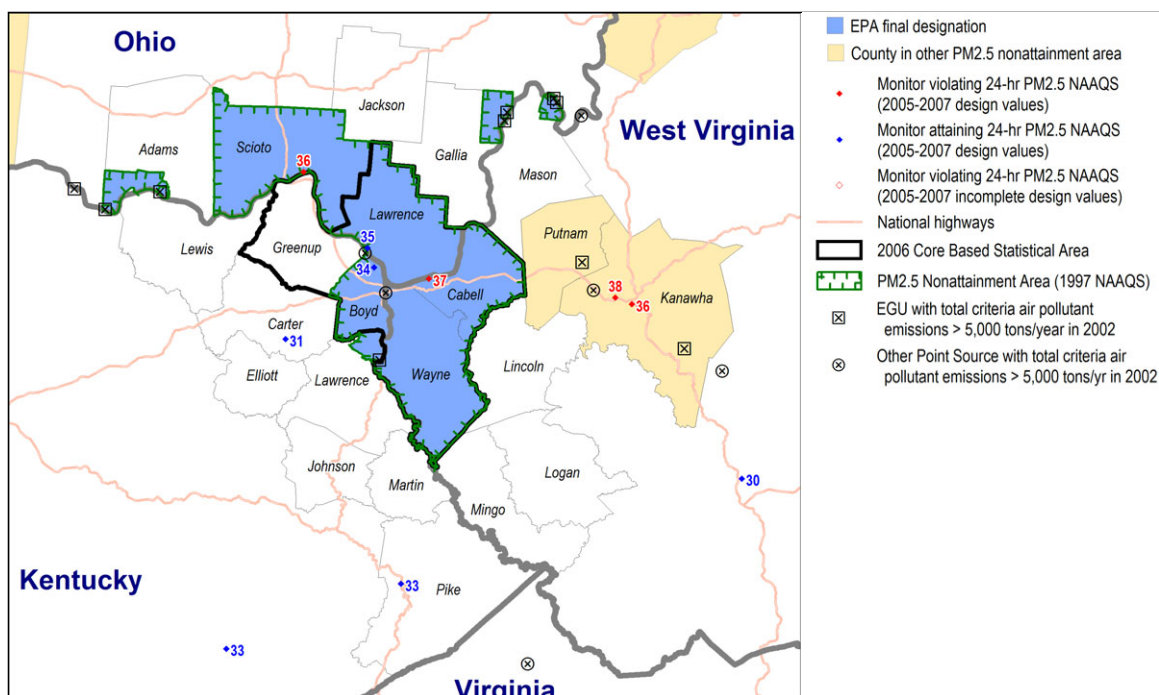 Ohio
Jackson
West Virginia
Adams
Scioto
Gallia
Mason
36
Lewis
Greenup
Lawrence
35
34
37
Putnam
Cabell
38
36
Kanawha
Boyd
Carter
31
Elliott
Lawrence
Wayne
Lincoln
Johnson
Martin
Logan
Mingo
30
Kentucky
33
Pike
33
Virginia
EPA final designation
County in other PM2.5 nonattainment area
Monitor violating 24-hr PM2.5 NAAQS
(2005-2007 design values)
Monitor attaining 24-hr PM2.5 NAAQS
(2005-2007 design values)
Monitor violating 24-hr PM2.5 NAAQS
(2005-2007 incomplete design values)
National highways
2006 Core Based Statistical Area
PM2.5 Nonattainment Area (1997 NAAQS)
EGU with total criteria air pollutant
emissions > 5,000 tons/year in 2002
Other Point Source with total criteria air
pollutant emissions > 5,000 tons/yr in 2002